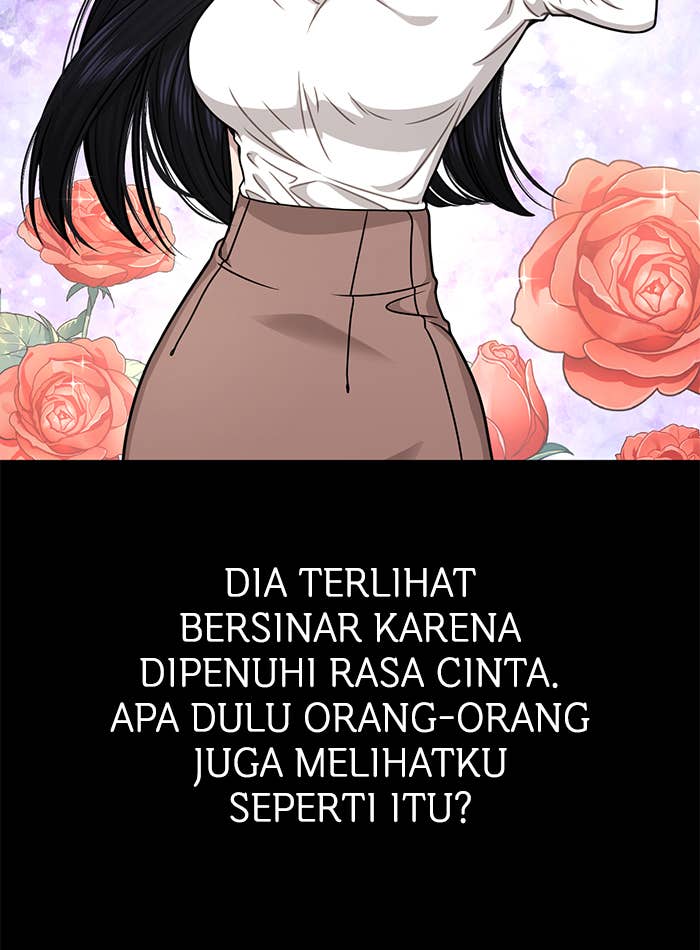 DIA TERLIHAT
BERSINAR KARENA
DIPENUHI RASA CINTA.
APA DULU ORANG-ORANG
JUGA MELIHATKU
SEPERTI ITU?